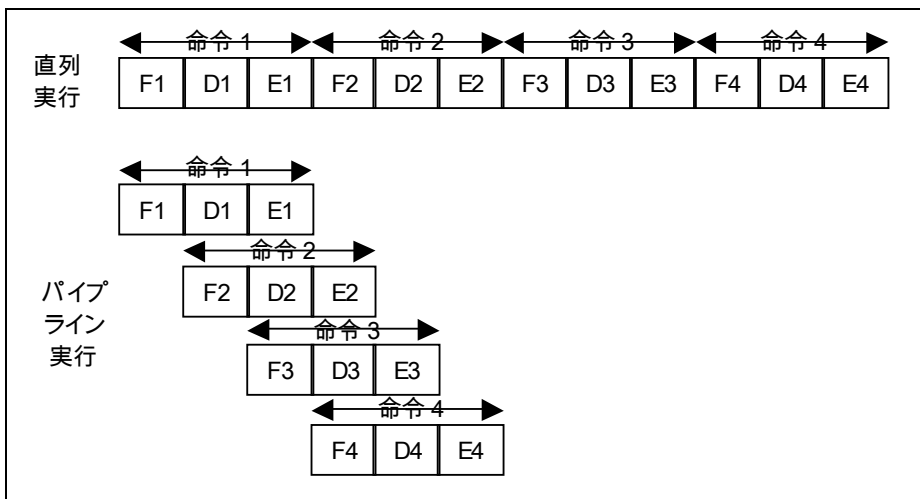 命令 1 命令 2 命令 3 命令 4
直列
実行
F1 D1 E1 F2 D2 E2 F3 D3 E3 F4 D4 E4
命令 1
F1 D1 E1
命令 2
F2 D2 E2
パイプ
ライン
実行
命令 3
F3 D3 E3
命令 4
F4 D4 E4